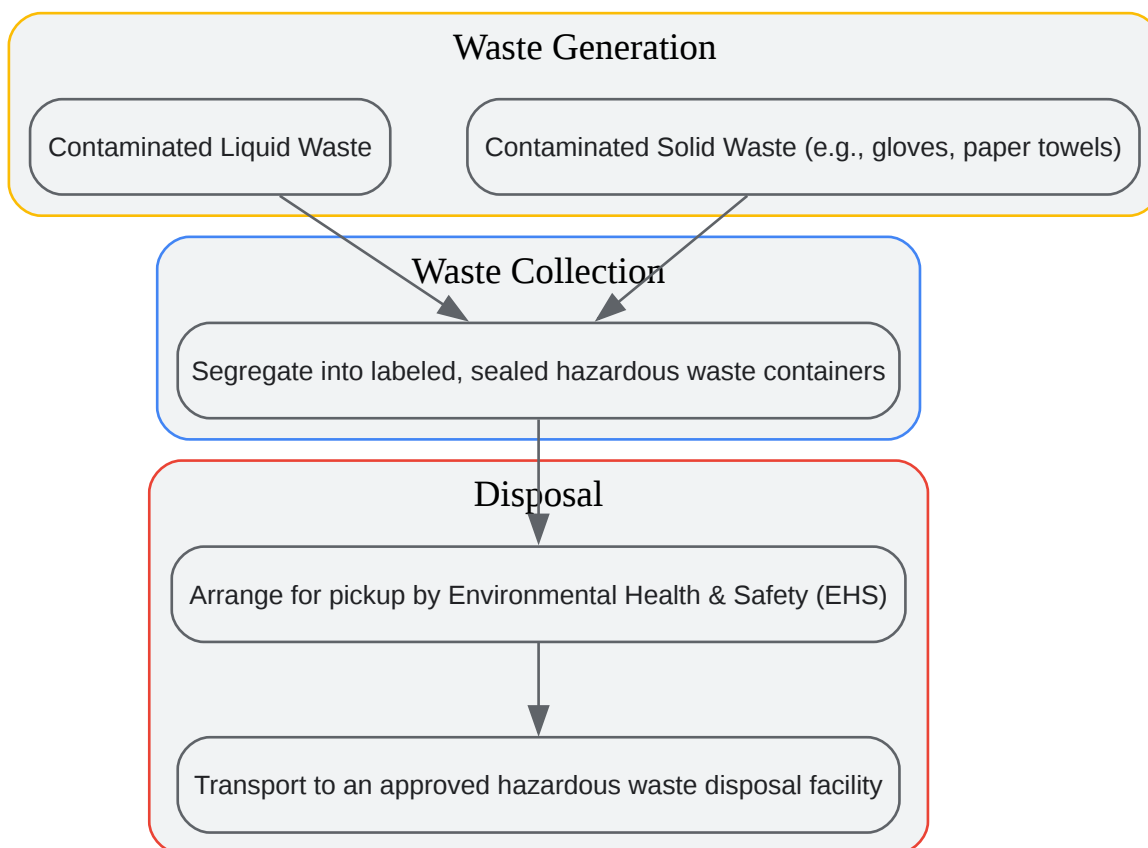 Waste Generation
Contaminated Liquid Waste
Contaminated Solid Waste (e.g., gloves, paper towels)
Waste Collection
Segregate into labeled, sealed hazardous waste containers
Disposal
Arrange for pickup by Environmental Health & Safety (EHS)
Transport to an approved hazardous waste disposal facility